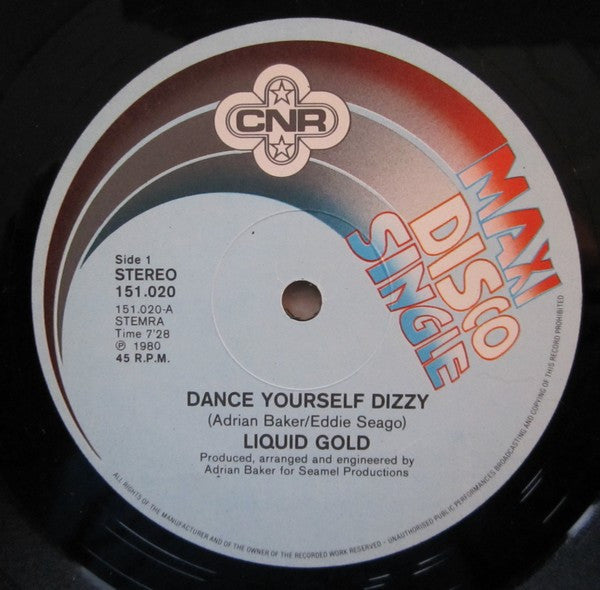 CNR
MAXI
DISCO
SINGLE
Side 1
STEREO
151.020
151.020-A
STEMRA
Time 7'28
℗ 1980
45 R.P.M.
DANCE YOURSELF DIZZY
(Adrian Baker/Eddie Seago)
LIQUID GOLD
Produced, arranged and engineered by
Adrian Baker for Seamel Productions
ALL RIGHTS OF THE MANUFACTURER AND OF THE OWNER OF THE RECORDED WORK RESERVED – UNAUTHORISED PUBLIC PERFORMANCES BROADCASTING AND COPYING OF THIS RECORD PROHIBITED